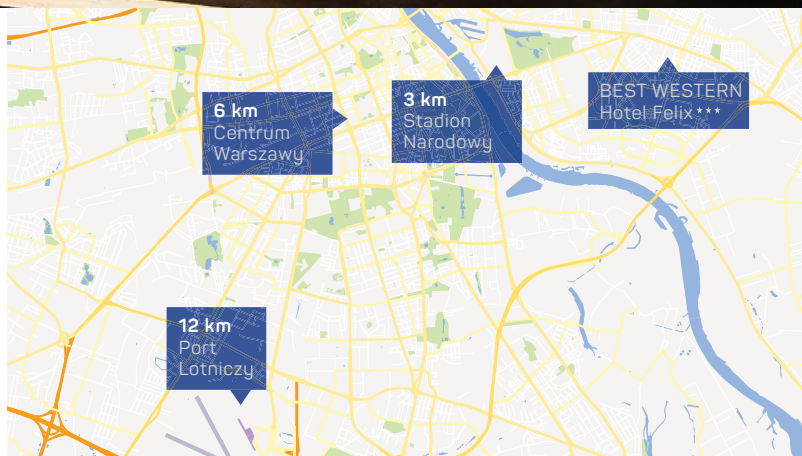 6 km
Centrum
Warszawy
3 km
Stadion
Narodowy
BEST WESTERN
Hotel Felix ***
12 km
Port
Lotniczy